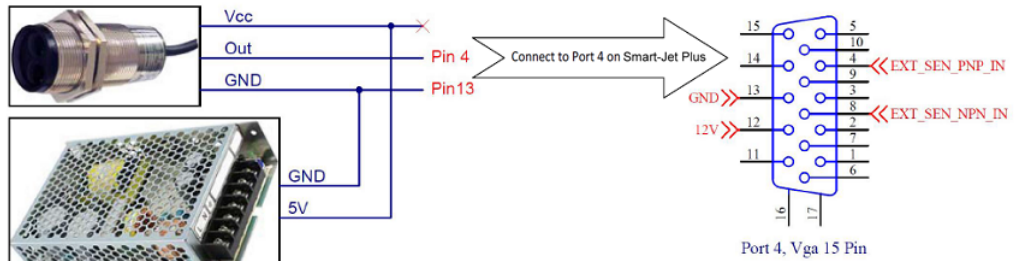 Vcc
Out
GND
Pin 4
Pin13
GND
5V
Connect to Port 4 on Smart-Jet Plus
15
5
10
14
4
EXT_SEN_PNP_IN
9
GND
13
3
8
EXT_SEN_NPN_IN
12V
12
2
7
11
1
6
16
17
Port 4, Vga 15 Pin